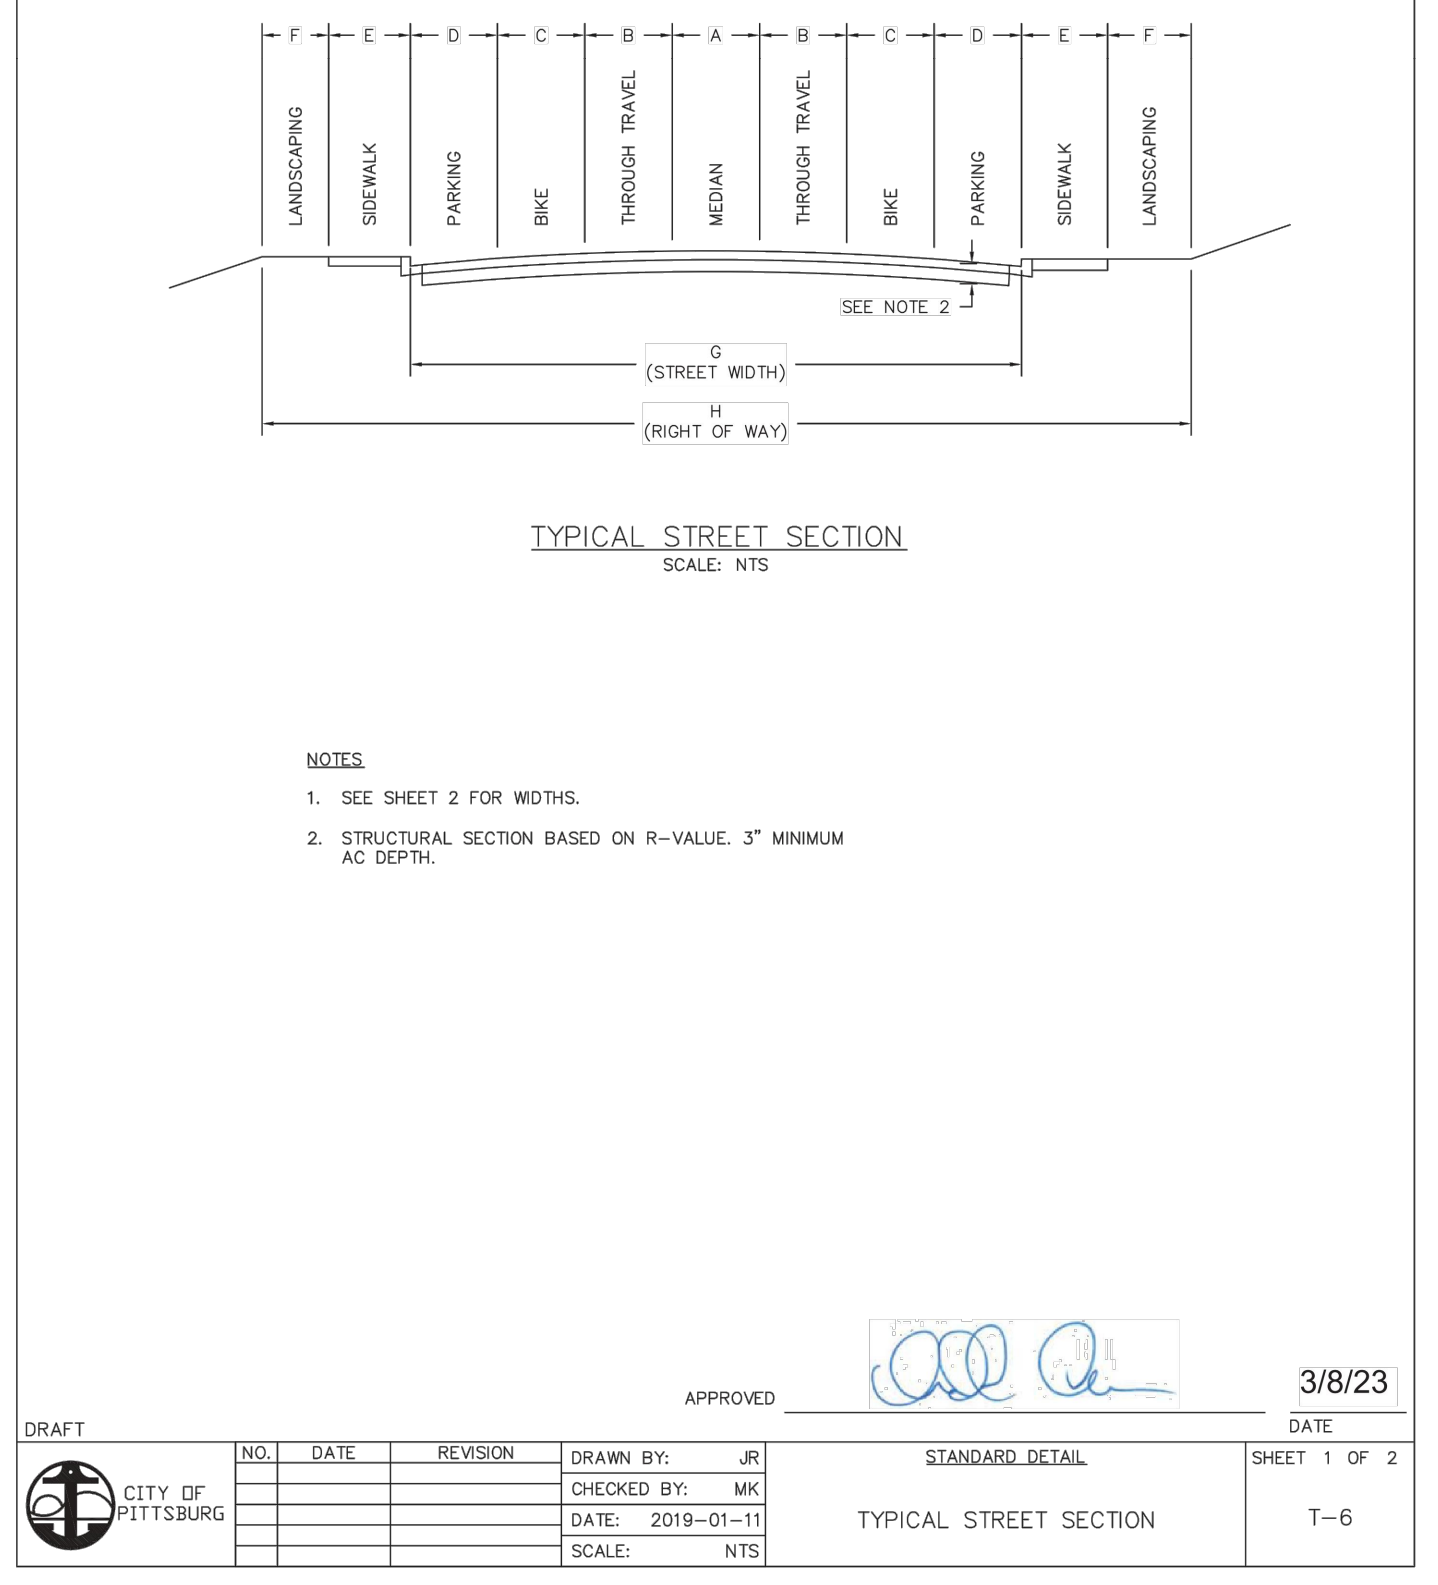 F E D C B A B C D E F
LANDSCAPING
SIDEWALK
PARKING
BIKE
THROUGH TRAVEL
MEDIAN
THROUGH TRAVEL
BIKE
PARKING
SIDEWALK
LANDSCAPING
SEE NOTE 2
G
(STREET WIDTH)
H
(RIGHT OF WAY)
TYPICAL STREET SECTION
SCALE: NTS
NOTES
1. SEE SHEET 2 FOR WIDTHS.
2. STRUCTURAL SECTION BASED ON R-VALUE. 3" MINIMUM
AC DEPTH.
APPROVED
3/8/23
DATE
DRAFT
CITY OF
PITTSBURG
NO. DATE REVISION
DRAWN BY: JR
CHECKED BY: MK
DATE: 2019-01-11
SCALE: NTS
STANDARD DETAIL
TYPICAL STREET SECTION
SHEET 1 OF 2
T-6